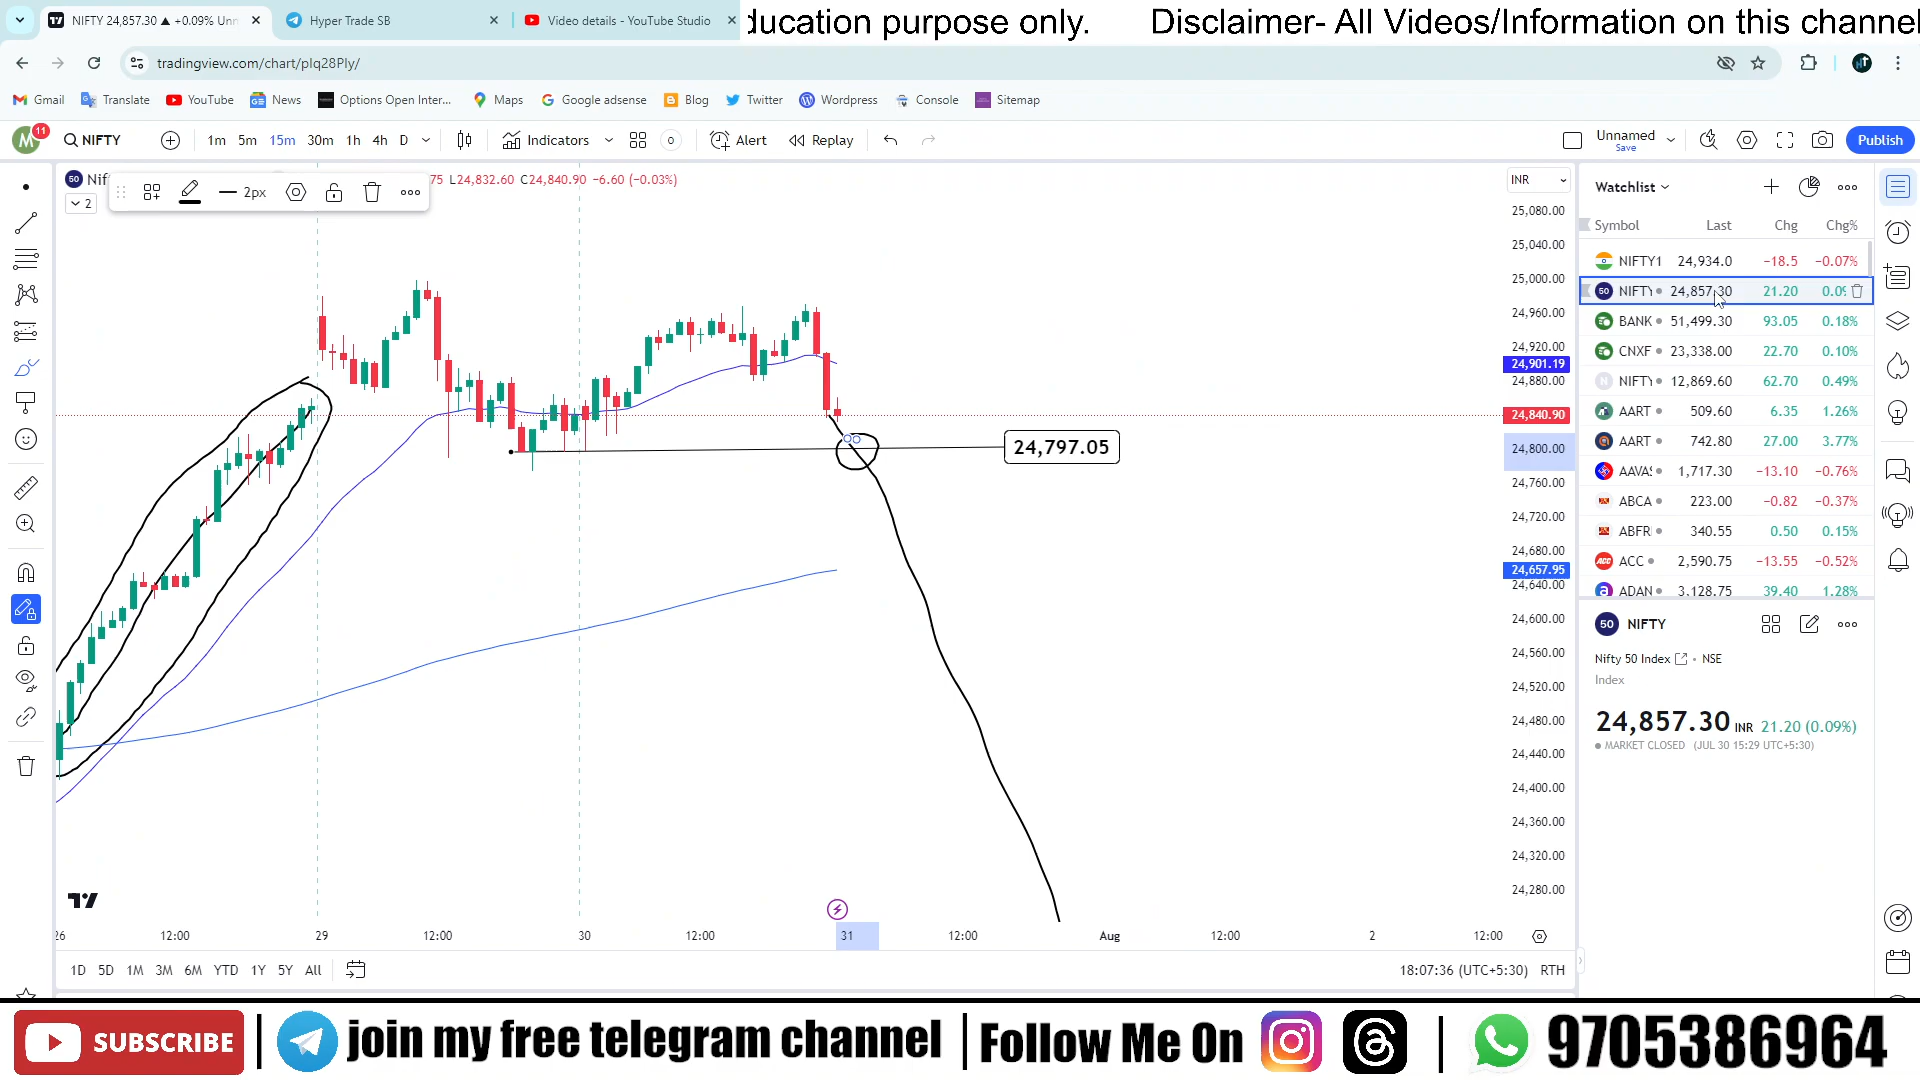 NIFTY 24,857.30 ▲ +0.09% Unn
Hyper Trade SB
Video details - YouTube Studio
ducation purpose only. Disclaimer- All Videos/Information on this channel
tradingview.com/chart/plq28Ply/
Gmail Translate YouTube News Options Open Inter... Maps Google adsense Blog Twitter Wordpress Console Sitemap
M 11 NIFTY 1m 5m 15m 30m 1h 4h D Indicators Alert Replay Unnamed Save Publish
50 Nif 75 L24,832.60 C24,840.90 −6.60 (−0.03%)
2px
2
INR
25,080.00
25,040.00
25,000.00
24,960.00
24,920.00
24,901.19
24,880.00
24,840.90
24,800.00
24,797.05
24,760.00
24,720.00
24,680.00
24,657.95
24,640.00
24,600.00
24,560.00
24,520.00
24,480.00
24,440.00
24,400.00
24,360.00
24,320.00
24,280.00
26 12:00 29 12:00 30 12:00 31 12:00 Aug 12:00 2 12:00
1D 5D 1M 3M 6M YTD 1Y 5Y All
18:07:36 (UTC+5:30) RTH
Watchlist
Symbol Last Chg Chg%
NIFTY1 24,934.0 −18.5 −0.07%
50 NIFTY 24,857.30 21.20 0.09
BANK 51,499.30 93.05 0.18%
CNXF 23,338.00 22.70 0.10%
N NIFTY 12,869.60 62.70 0.49%
AART 509.60 6.35 1.26%
AART 742.80 27.00 3.77%
AAVAS 1,717.30 −13.10 −0.76%
ABCA 223.00 −0.82 −0.37%
ABFR 340.55 0.50 0.15%
ACC 2,590.75 −13.55 −0.52%
ADAN 3,128.75 39.40 1.28%
50 NIFTY
Nifty 50 Index • NSE
Index
24,857.30 INR 21.20 (0.09%)
MARKET CLOSED (JUL 30 15:29 UTC+5:30)
SUBSCRIBE | join my free telegram channel | Follow Me On | 9705386964